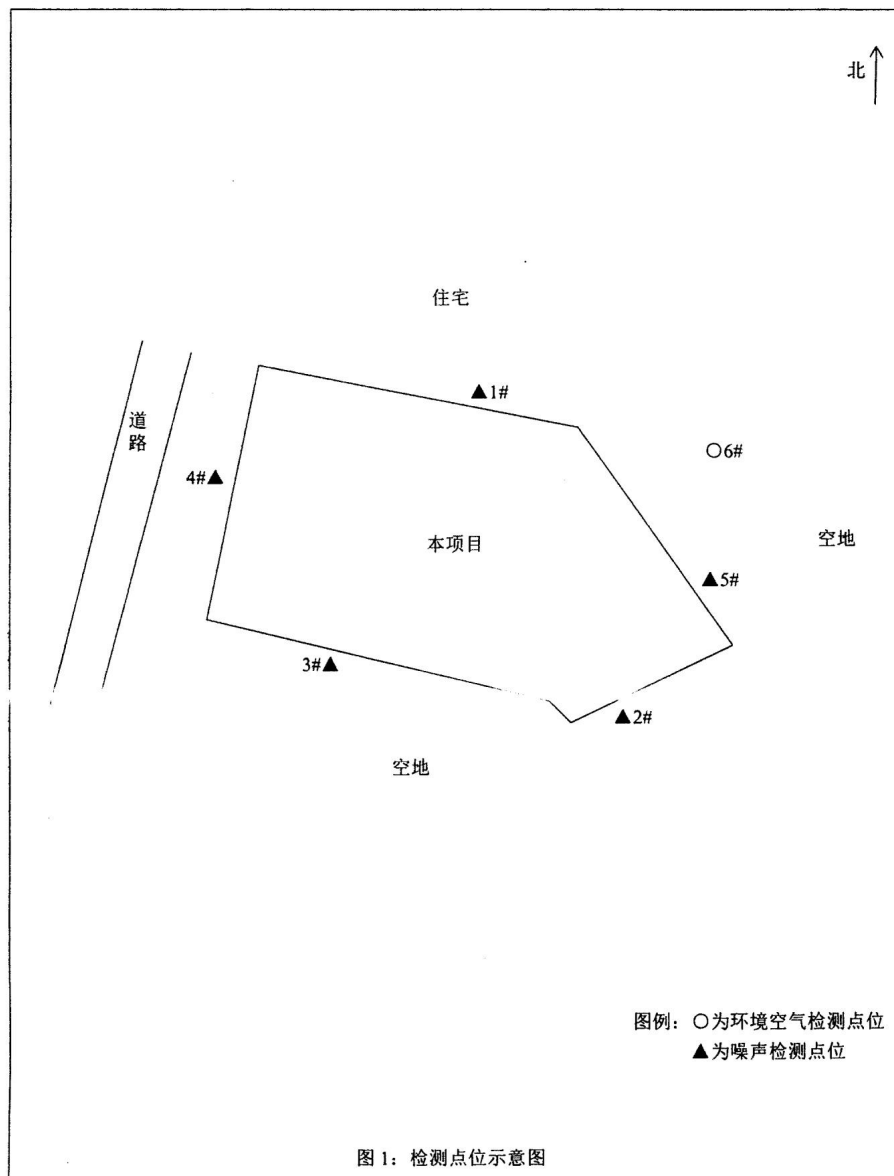 北
住宅
▲1#
道
路
○6#
4#▲
本项目
空地
▲5#
3#▲
▲2#
空地
图例：○为环境空气检测点位
▲为噪声检测点位
图1：检测点位示意图